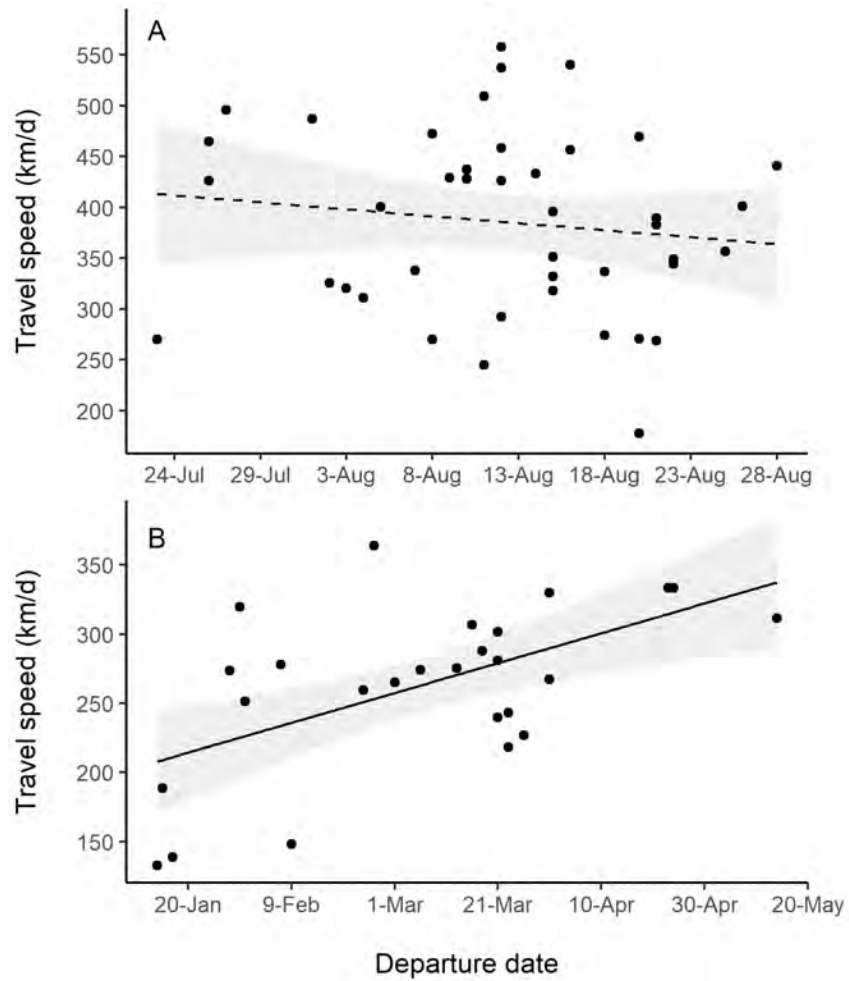 A
Travel speed (km/d)
550
500
450
400
350
300
250
200
24-Jul 29-Jul 3-Aug 8-Aug 13-Aug 18-Aug 23-Aug 28-Aug
B
Travel speed (km/d)
350
300
250
200
150
20-Jan 9-Feb 1-Mar 21-Mar 10-Apr 30-Apr 20-May
Departure date